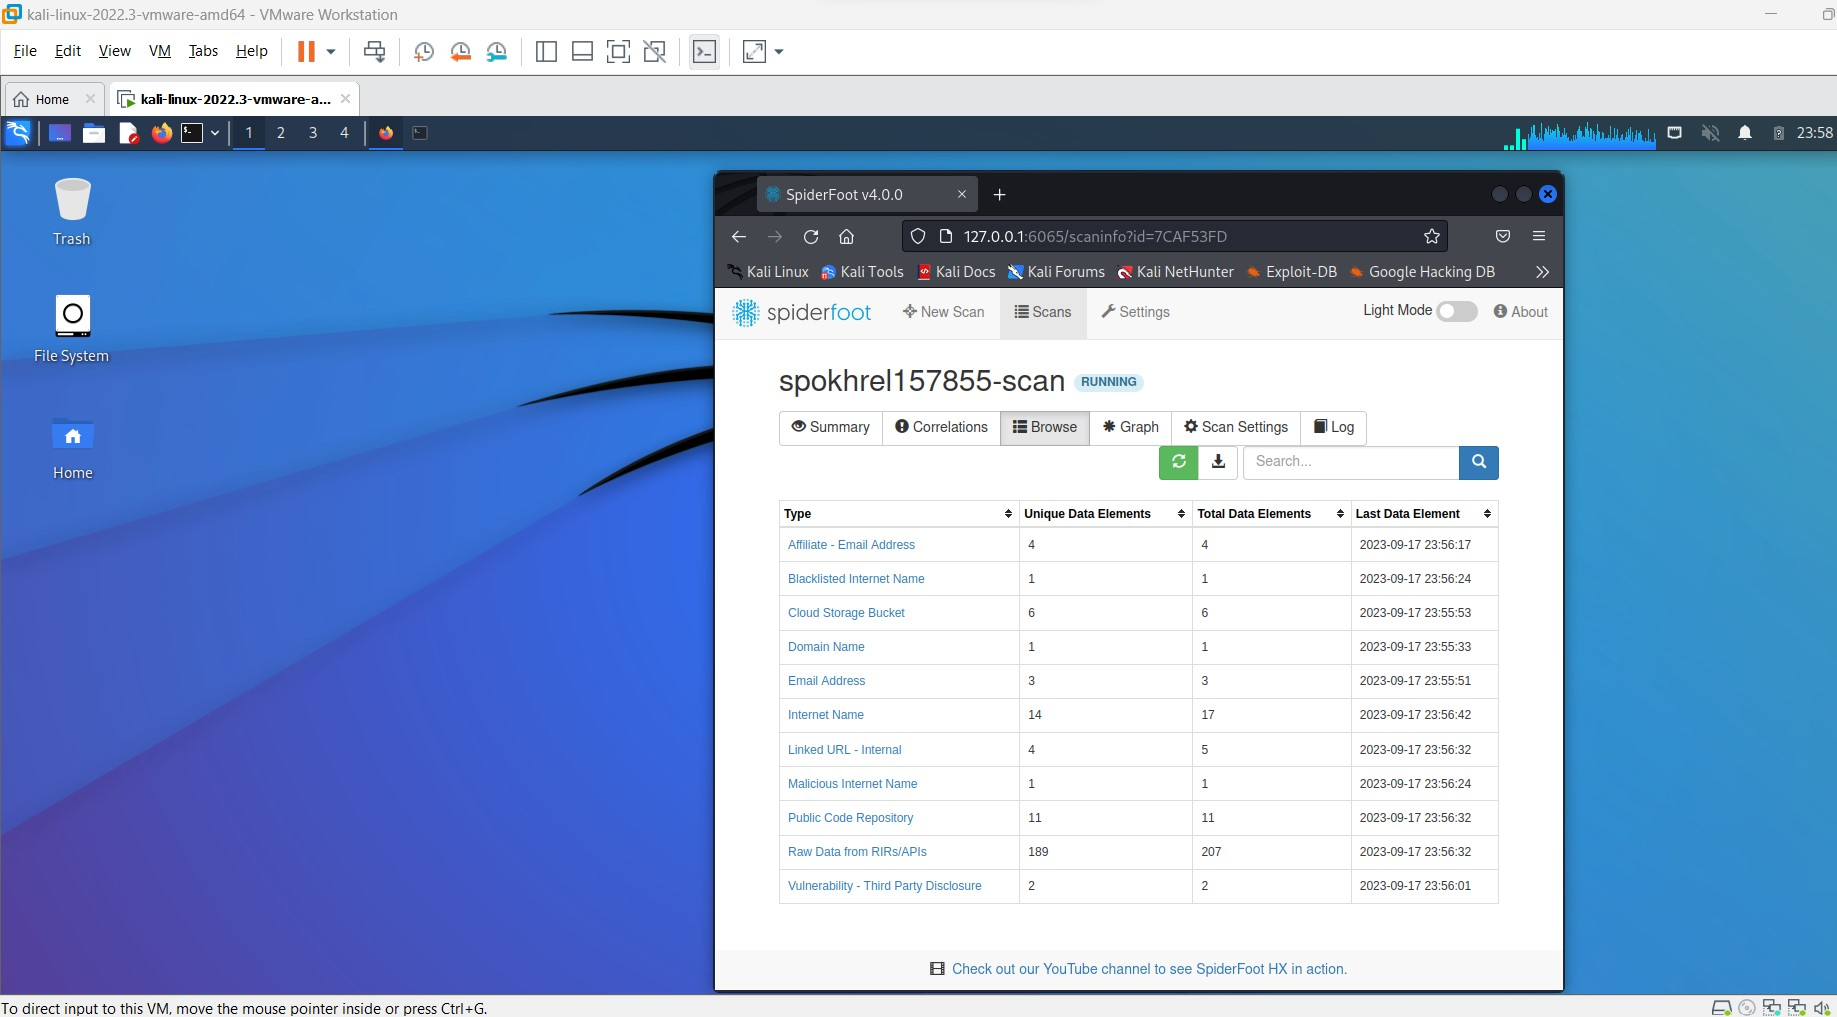 kali-linux-2022.3-vmware-amd64 - VMware Workstation
File Edit View VM Tabs Help
Home kali-linux-2022.3-vmware-a...
1 2 3 4 23:58
Trash
File System
Home
SpiderFoot v4.0.0
127.0.0.1:6065/scaninfo?id=7CAF53FD
Kali Linux Kali Tools Kali Docs Kali Forums Kali NetHunter Exploit-DB Google Hacking DB
spiderfoot New Scan Scans Settings Light Mode About
spokhrel157855-scan RUNNING
Summary Correlations Browse Graph Scan Settings Log
Search...
Type Unique Data Elements Total Data Elements Last Data Element
Affiliate - Email Address 4 4 2023-09-17 23:56:17
Blacklisted Internet Name 1 1 2023-09-17 23:56:24
Cloud Storage Bucket 6 6 2023-09-17 23:55:53
Domain Name 1 1 2023-09-17 23:55:33
Email Address 3 3 2023-09-17 23:55:51
Internet Name 14 17 2023-09-17 23:56:42
Linked URL - Internal 4 5 2023-09-17 23:56:32
Malicious Internet Name 1 1 2023-09-17 23:56:24
Public Code Repository 11 11 2023-09-17 23:56:32
Raw Data from RIRs/APIs 189 207 2023-09-17 23:56:32
Vulnerability - Third Party Disclosure 2 2 2023-09-17 23:56:01
Check out our YouTube channel to see SpiderFoot HX in action.
To direct input to this VM, move the mouse pointer inside or press Ctrl+G.